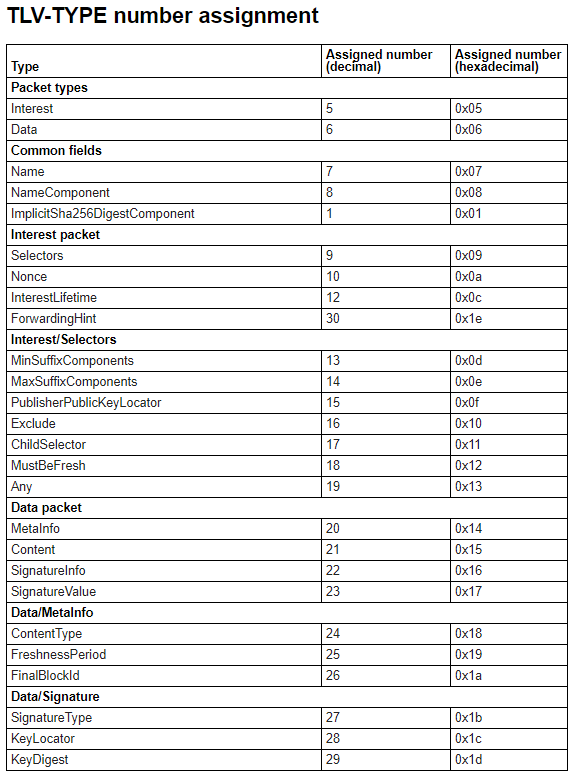 TLV-TYPE number assignment
Type Assigned number (decimal) Assigned number (hexadecimal)
Packet types
Interest 5 0x05
Data 6 0x06
Common fields
Name 7 0x07
NameComponent 8 0x08
ImplicitSha256DigestComponent 1 0x01
Interest packet
Selectors 9 0x09
Nonce 10 0x0a
InterestLifetime 12 0x0c
ForwardingHint 30 0x1e
Interest/Selectors
MinSuffixComponents 13 0x0d
MaxSuffixComponents 14 0x0e
PublisherPublicKeyLocator 15 0x0f
Exclude 16 0x10
ChildSelector 17 0x11
MustBeFresh 18 0x12
Any 19 0x13
Data packet
MetaInfo 20 0x14
Content 21 0x15
SignatureInfo 22 0x16
SignatureValue 23 0x17
Data/MetaInfo
ContentType 24 0x18
FreshnessPeriod 25 0x19
FinalBlockId 26 0x1a
Data/Signature
SignatureType 27 0x1b
KeyLocator 28 0x1c
KeyDigest 29 0x1d